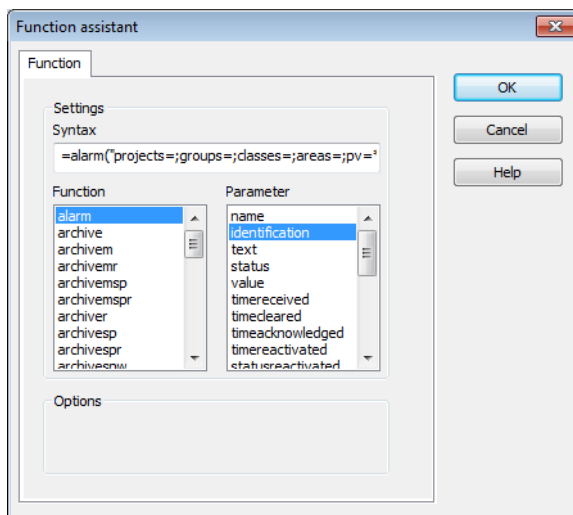 Function assistant
Function
OK
Settings
Syntax
Cancel
=alarm("projects=;groups=;classes=;areas=;pv=
Help
Function
Parameter
alarm
name
archive
identification
archivem
text
archivemr
status
archivemsp
value
archivemspr
timereceived
archiver
timecleared
archivesp
timeacknowledged
archivespr
timereactivated
archivespw
statusreactivated
Options